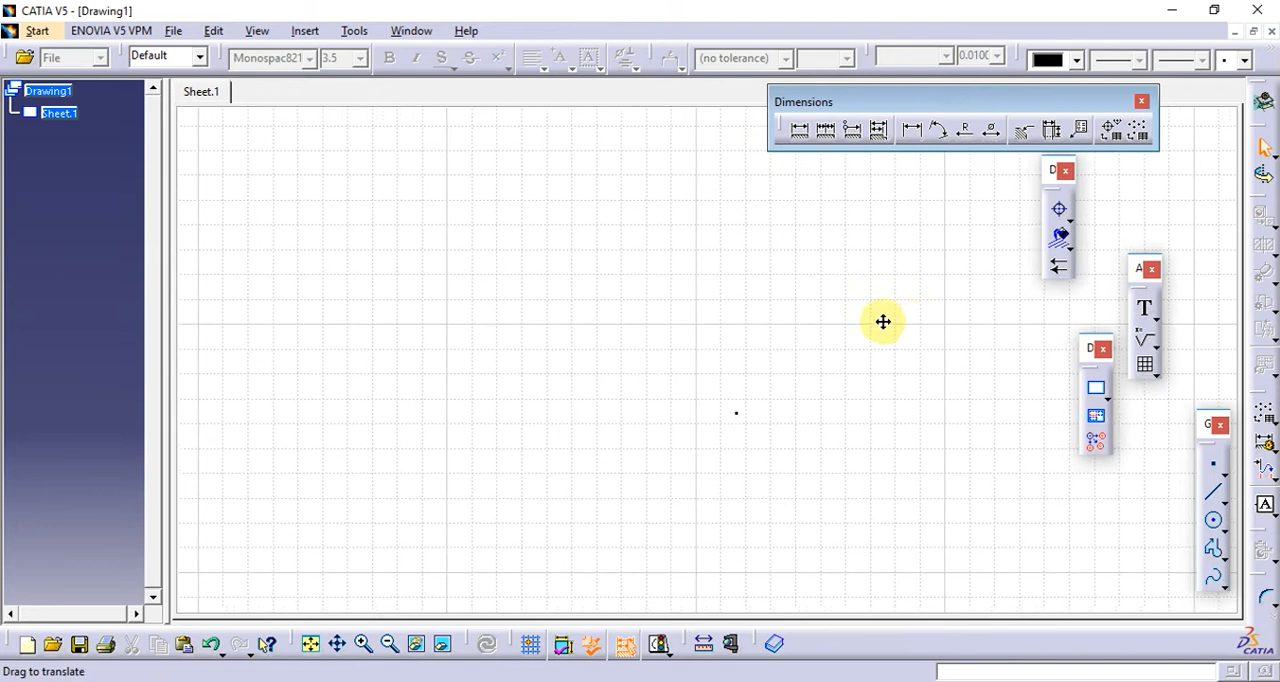 CATIA V5 - [Drawing1]
Start ENOVIA V5 VPM File Edit View Insert Tools Window Help
File Default Monospac821 3.5 B I S (no tolerance) 0.010
Drawing1
Sheet.1
Sheet.1
Dimensions
D
A
T
D
G
A
CATIA
Drag to translate